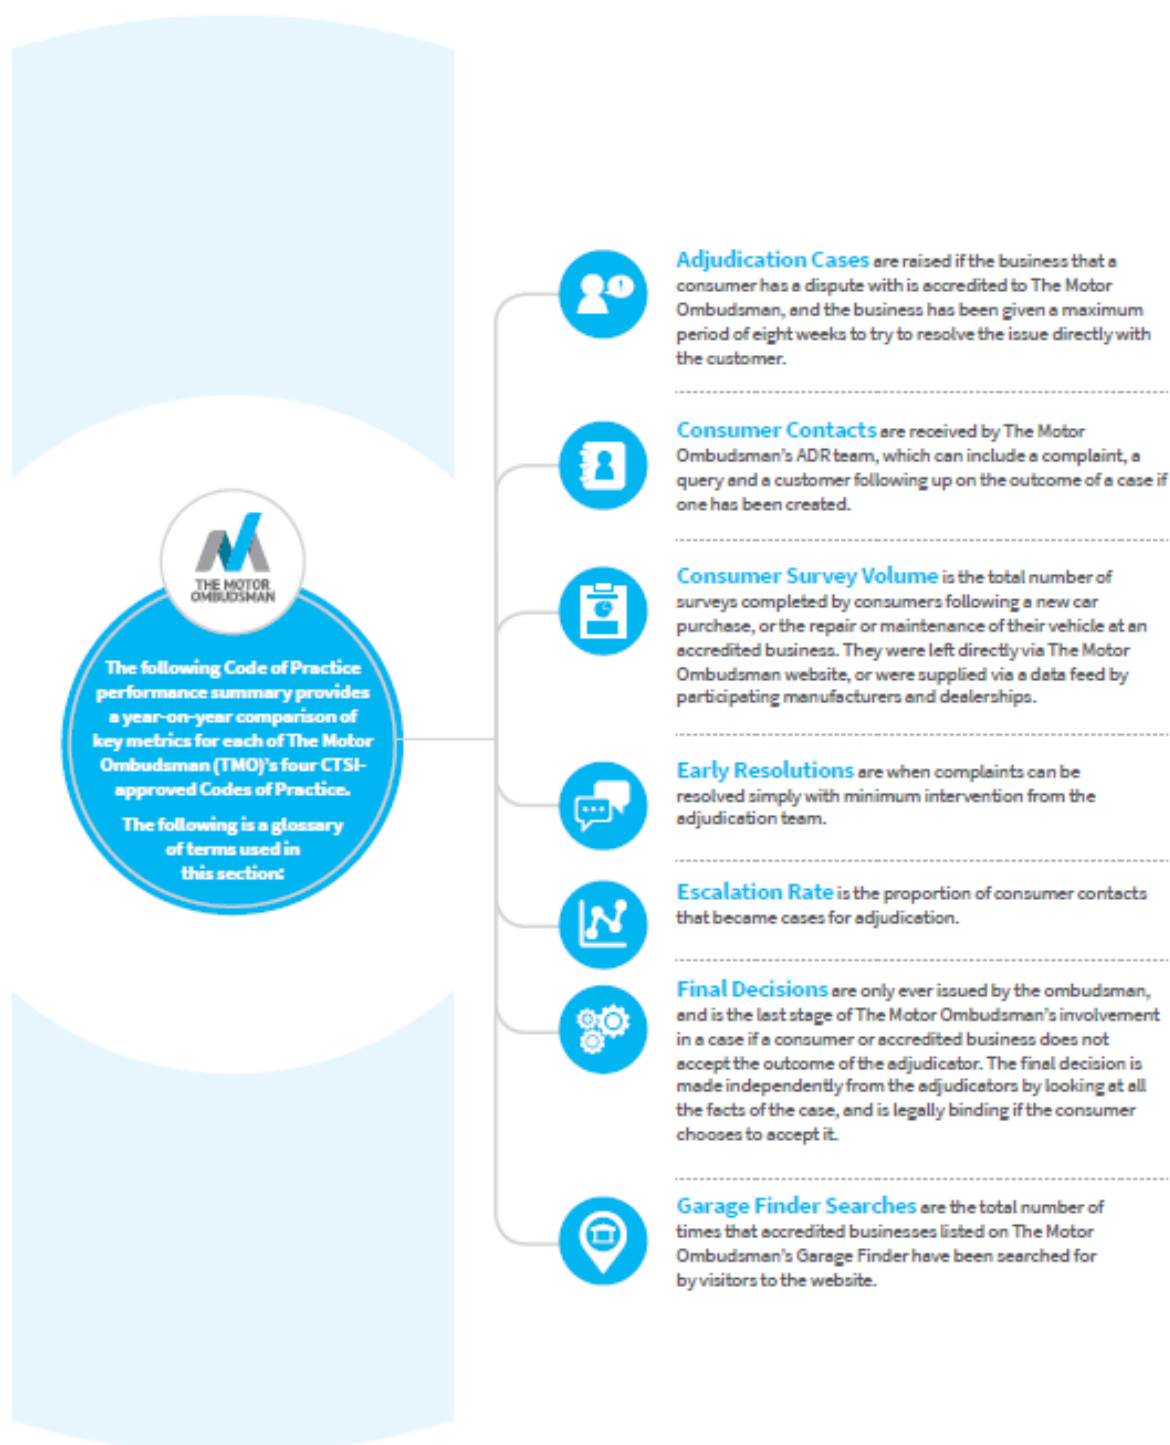 THE MOTOR
OMBUDSMAN
The following Code of Practice
performance summary provides
a year-on-year comparison of
key metrics for each of The Motor
Ombudsman (TMO)'s four CTSI-
approved Codes of Practice.
The following is a glossary
of terms used in
this section:
Adjudication Cases are raised if the business that a
consumer has a dispute with is accredited to The Motor
Ombudsman, and the business has been given a maximum
period of eight weeks to try to resolve the issue directly with
the customer.
Consumer Contacts are received by The Motor
Ombudsman's ADR team, which can include a complaint, a
query and a customer following up on the outcome of a case if
one has been created.
Consumer Survey Volume is the total number of
surveys completed by consumers following a new car
purchase, or the repair or maintenance of their vehicle at an
accredited business. They were left directly via The Motor
Ombudsman website, or were supplied via a data feed by
participating manufacturers and dealerships.
Early Resolutions are when complaints can be
resolved simply with minimum intervention from the
adjudication team.
Escalation Rate is the proportion of consumer contacts
that became cases for adjudication.
Final Decisions are only ever issued by the ombudsman,
and is the last stage of The Motor Ombudsman's involvement
in a case if a consumer or accredited business does not
accept the outcome of the adjudicator. The final decision is
made independently from the adjudicators by looking at all
the facts of the case, and is legally binding if the consumer
chooses to accept it.
Garage Finder Searches are the total number of
times that accredited businesses listed on The Motor
Ombudsman's Garage Finder have been searched for
by visitors to the website.